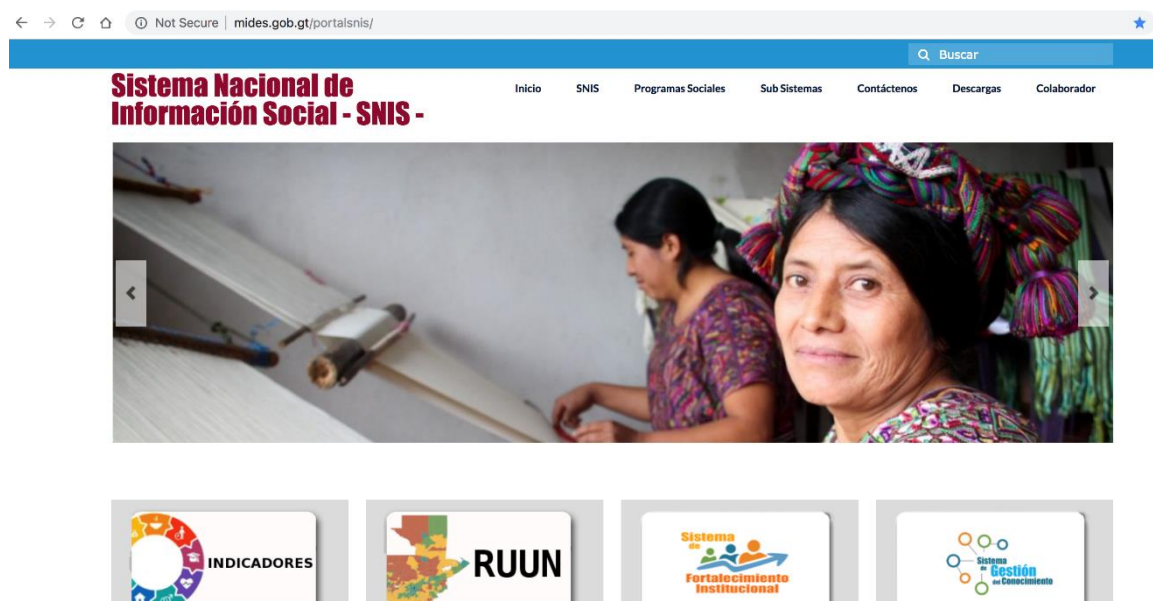 Not Secure | mides.gob.gt/portalsnis/
Buscar
Sistema Nacional de
Información Social - SNIS -
Inicio SNIS Programas Sociales Sub Sistemas Contáctenos Descargas Colaborador
INDICADORES
RUUN
Sistema
de
Fortalecimiento
Institucional
Sistema
de
Gestión
del Conocimiento